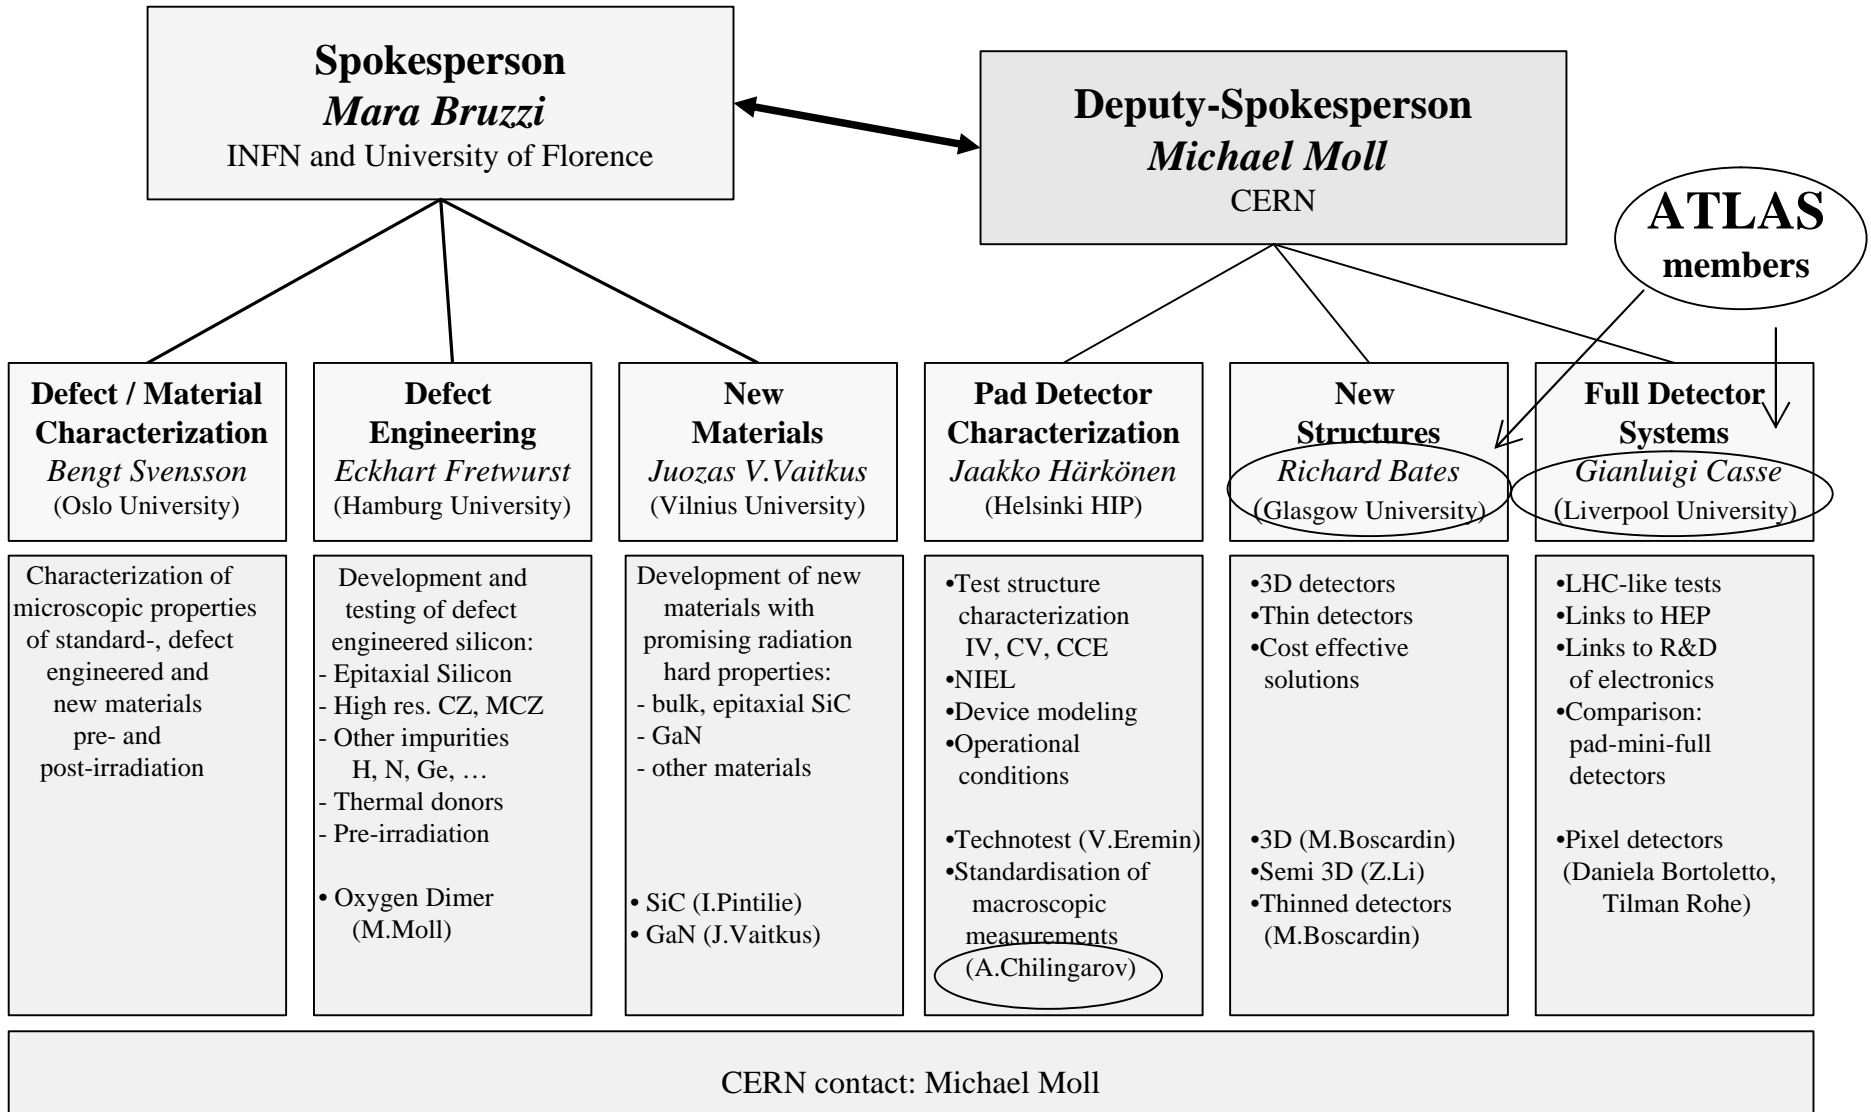 Spokesperson
Mara Bruzzi
INFN and University of Florence
Deputy-Spokesperson
Michael Moll
CERN
ATLAS
members
Defect / Material
Characterization
Bengt Svensson
(Oslo University)
Defect
Engineering
Eckhart Fretwurst
(Hamburg University)
New
Materials
Juozas V.Vaitkus
(Vilnius University)
Pad Detector
Characterization
Jaakko Härkönen
(Helsinki HIP)
New
Structures
Richard Bates
(Glasgow University)
Full Detector
Systems
Gianluigi Casse
(Liverpool University)
Characterization of
microscopic properties
of standard-, defect
engineered and
new materials
pre- and
post-irradiation
Development and
testing of defect
engineered silicon:
- Epitaxial Silicon
- High res. CZ, MCZ
- Other impurities
H, N, Ge, …
- Thermal donors
- Pre-irradiation
• Oxygen Dimer
(M.Moll)
Development of new
materials with
promising radiation
hard properties:
- bulk, epitaxial SiC
- GaN
- other materials
• SiC (I.Pintilie)
• GaN (J.Vaitkus)
•Test structure
characterization
IV, CV, CCE
•NIEL
•Device modeling
•Operational
conditions
•Technotest (V.Eremin)
•Standardisation of
macroscopic
measurements
(A.Chilingarov)
•3D detectors
•Thin detectors
•Cost effective
solutions
•3D (M.Boscardin)
•Semi 3D (Z.Li)
•Thinned detectors
(M.Boscardin)
•LHC-like tests
•Links to HEP
•Links to R&D
of electronics
•Comparison:
pad-mini-full
detectors
•Pixel detectors
(Daniela Bortoletto,
Tilman Rohe)
CERN contact: Michael Moll